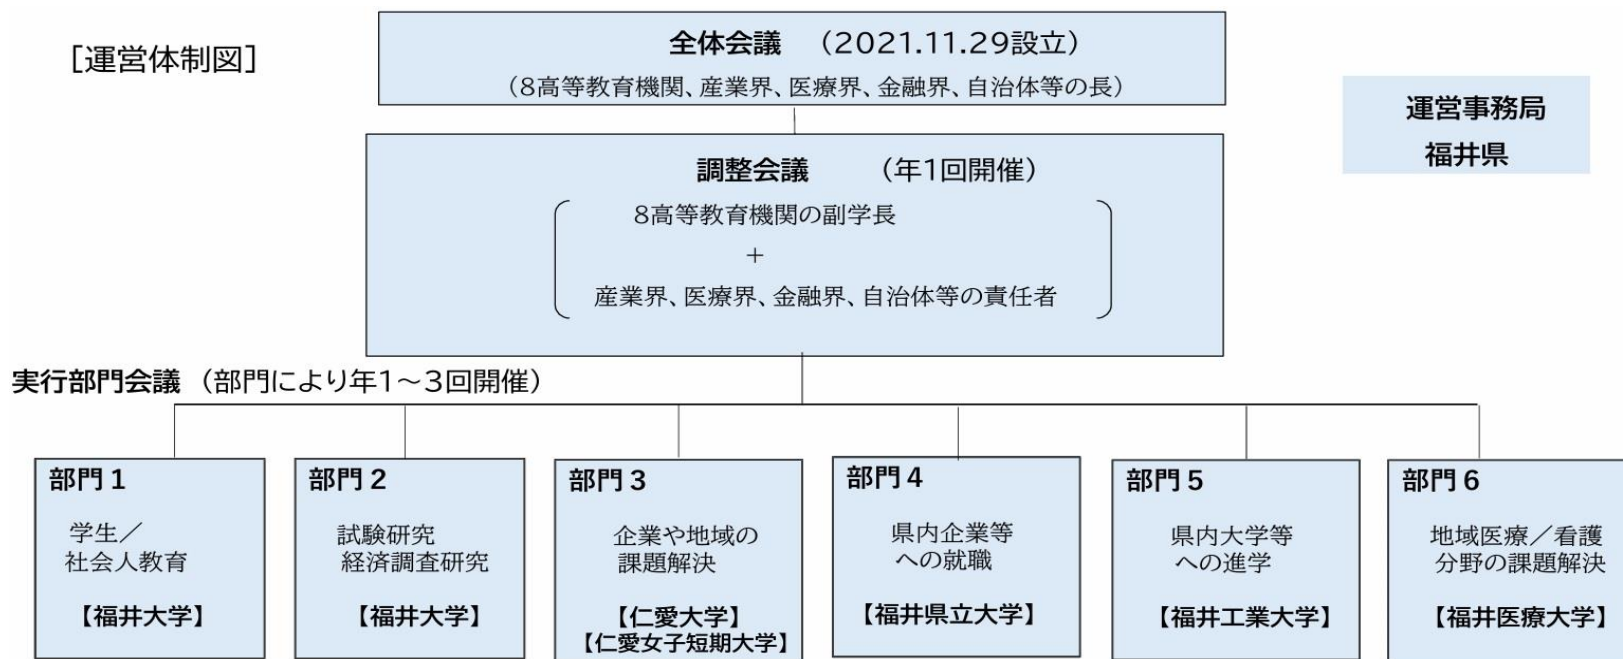 ［運営体制図］
全体会議　（2021.11.29設立）
（8高等教育機関、産業界、医療界、金融界、自治体等の長）
運営事務局
福井県
調整会議　（年1回開催）
8高等教育機関の副学長
＋
産業界、医療界、金融界、自治体等の責任者
実行部門会議 （部門により年1～3回開催）
部門1
学生／
社会人教育
【福井大学】
部門2
試験研究
経済調査研究
【福井大学】
部門3
企業や地域の
課題解決
【仁愛大学】
【仁愛女子短期大学】
部門4
県内企業等
への就職
【福井県立大学】
部門5
県内大学等
への進学
【福井工業大学】
部門6
地域医療／看護
分野の課題解決
【福井医療大学】